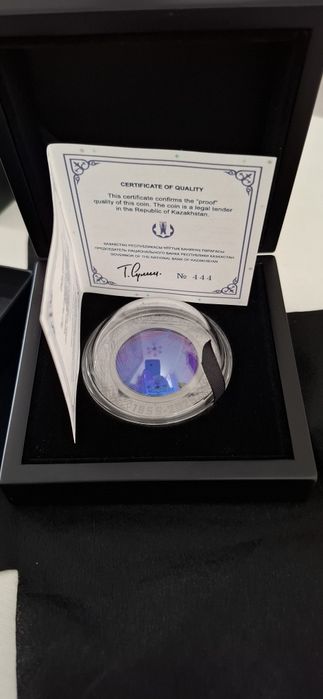 CERTIFICATE OF QUALITY
This certificate confirms the "proof"
quality of this coin. The coin is a legal tender
in the Republic of Kazakhstan.
ҚАЗАҚСТАН РЕСПУБЛИКАСЫ ҰЛТТЫҚ БАНКІНІҢ ТӨРАҒАСЫ
ПРЕДСЕДАТЕЛЬ НАЦИОНАЛЬНОГО БАНКА РЕСПУБЛИКИ КАЗАХСТАН
GOVERNOR OF THE NATIONAL BANK OF KAZAKHSTAN
№ 444